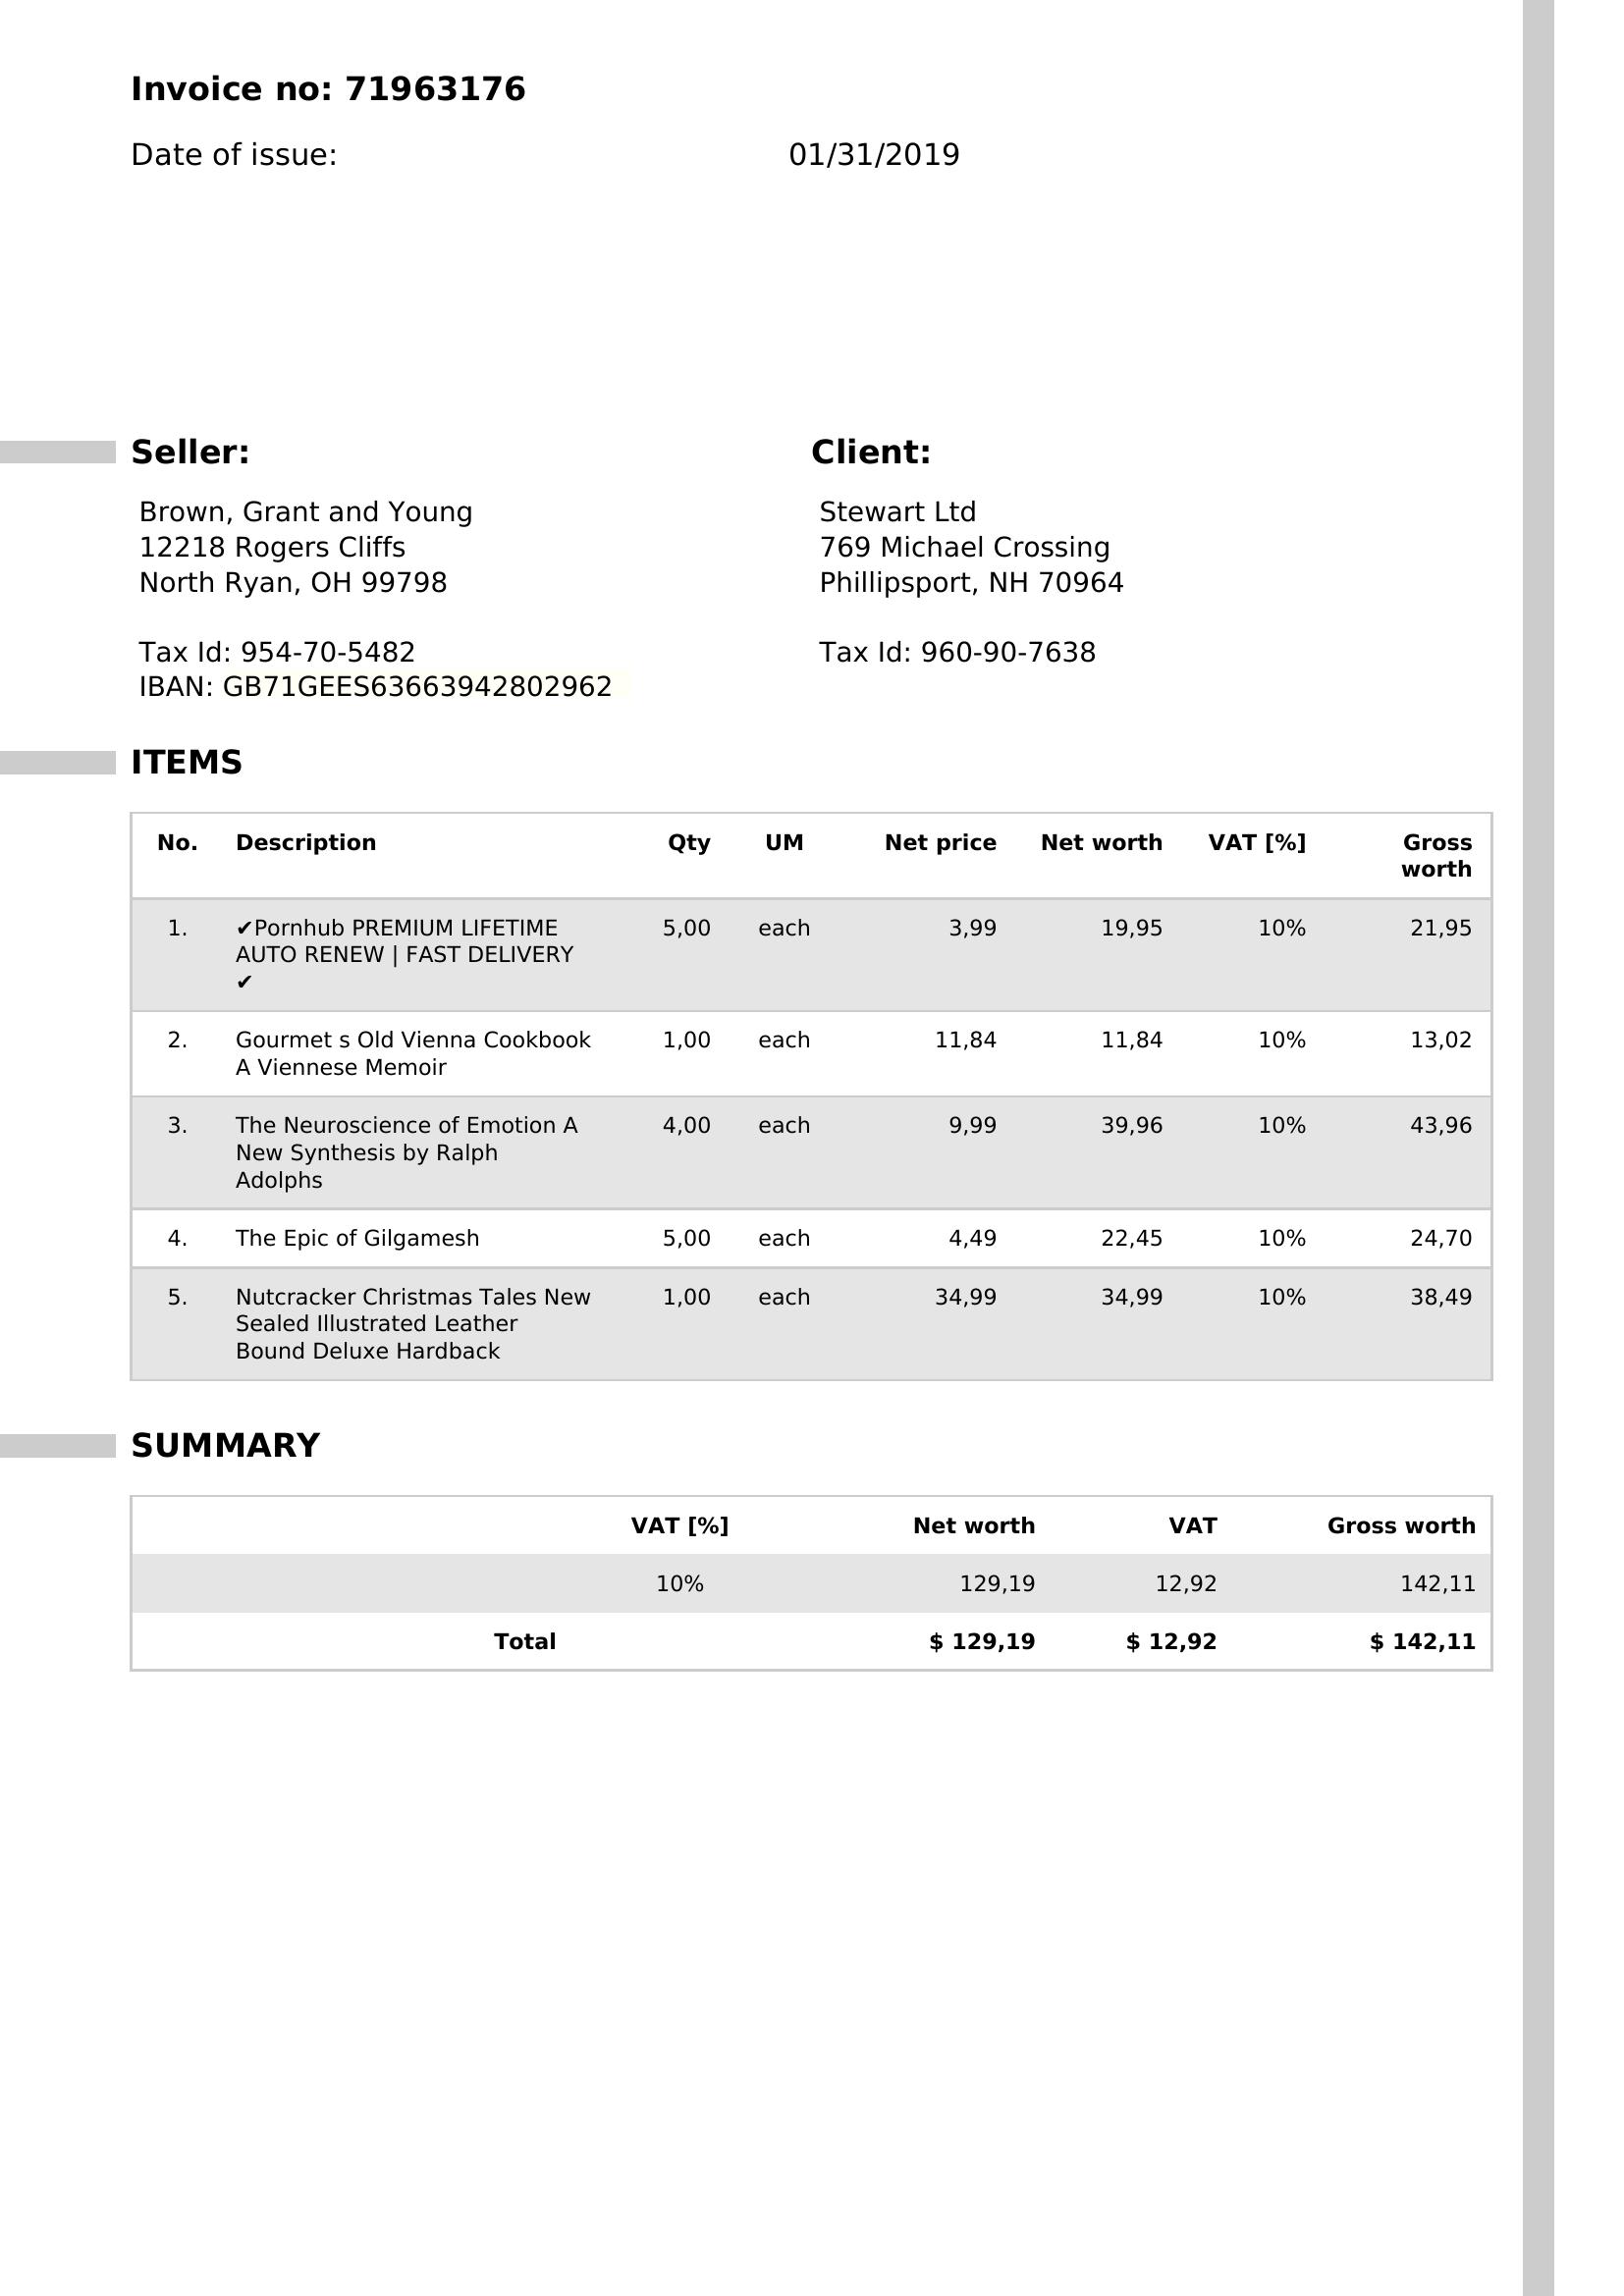 Invoice no: 71963176
Date of issue: 01/31/2019
Seller: Client:
Brown, Grant and Young Stewart Ltd
12218 Rogers Cliffs 769 Michael Crossing
North Ryan, OH 99798 Phillipsport, NH 70964
Tax Id: 954-70-5482 Tax Id: 960-90-7638
IBAN: GB71GEES63663942802962
ITEMS
No. Description Qty UM Net price Net worth VAT [%] Gross
worth
1. ✔Pornhub PREMIUM LIFETIME 5,00 each 3,99 19,95 10% 21,95
AUTO RENEW | FAST DELIVERY
✔
2. Gourmet s Old Vienna Cookbook 1,00 each 11,84 11,84 10% 13,02
A Viennese Memoir
3. The Neuroscience of Emotion A 4,00 each 9,99 39,96 10% 43,96
New Synthesis by Ralph
Adolphs
4. The Epic of Gilgamesh 5,00 each 4,49 22,45 10% 24,70
5. Nutcracker Christmas Tales New 1,00 each 34,99 34,99 10% 38,49
Sealed Illustrated Leather
Bound Deluxe Hardback
SUMMARY
VAT [%] Net worth VAT Gross worth
10% 129,19 12,92 142,11
Total $ 129,19 $ 12,92 $ 142,11